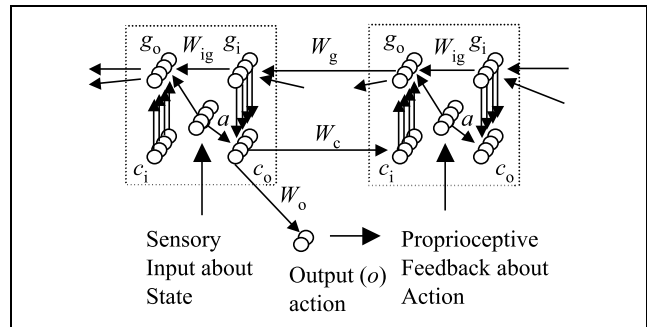 g_o W_ig g_i W_g g_o W_ig g_i
a W_c a
c_i c_o c_i c_o
W_o
Sensory
Input about
State
Output (o)
action
Proprioceptive
Feedback about
Action